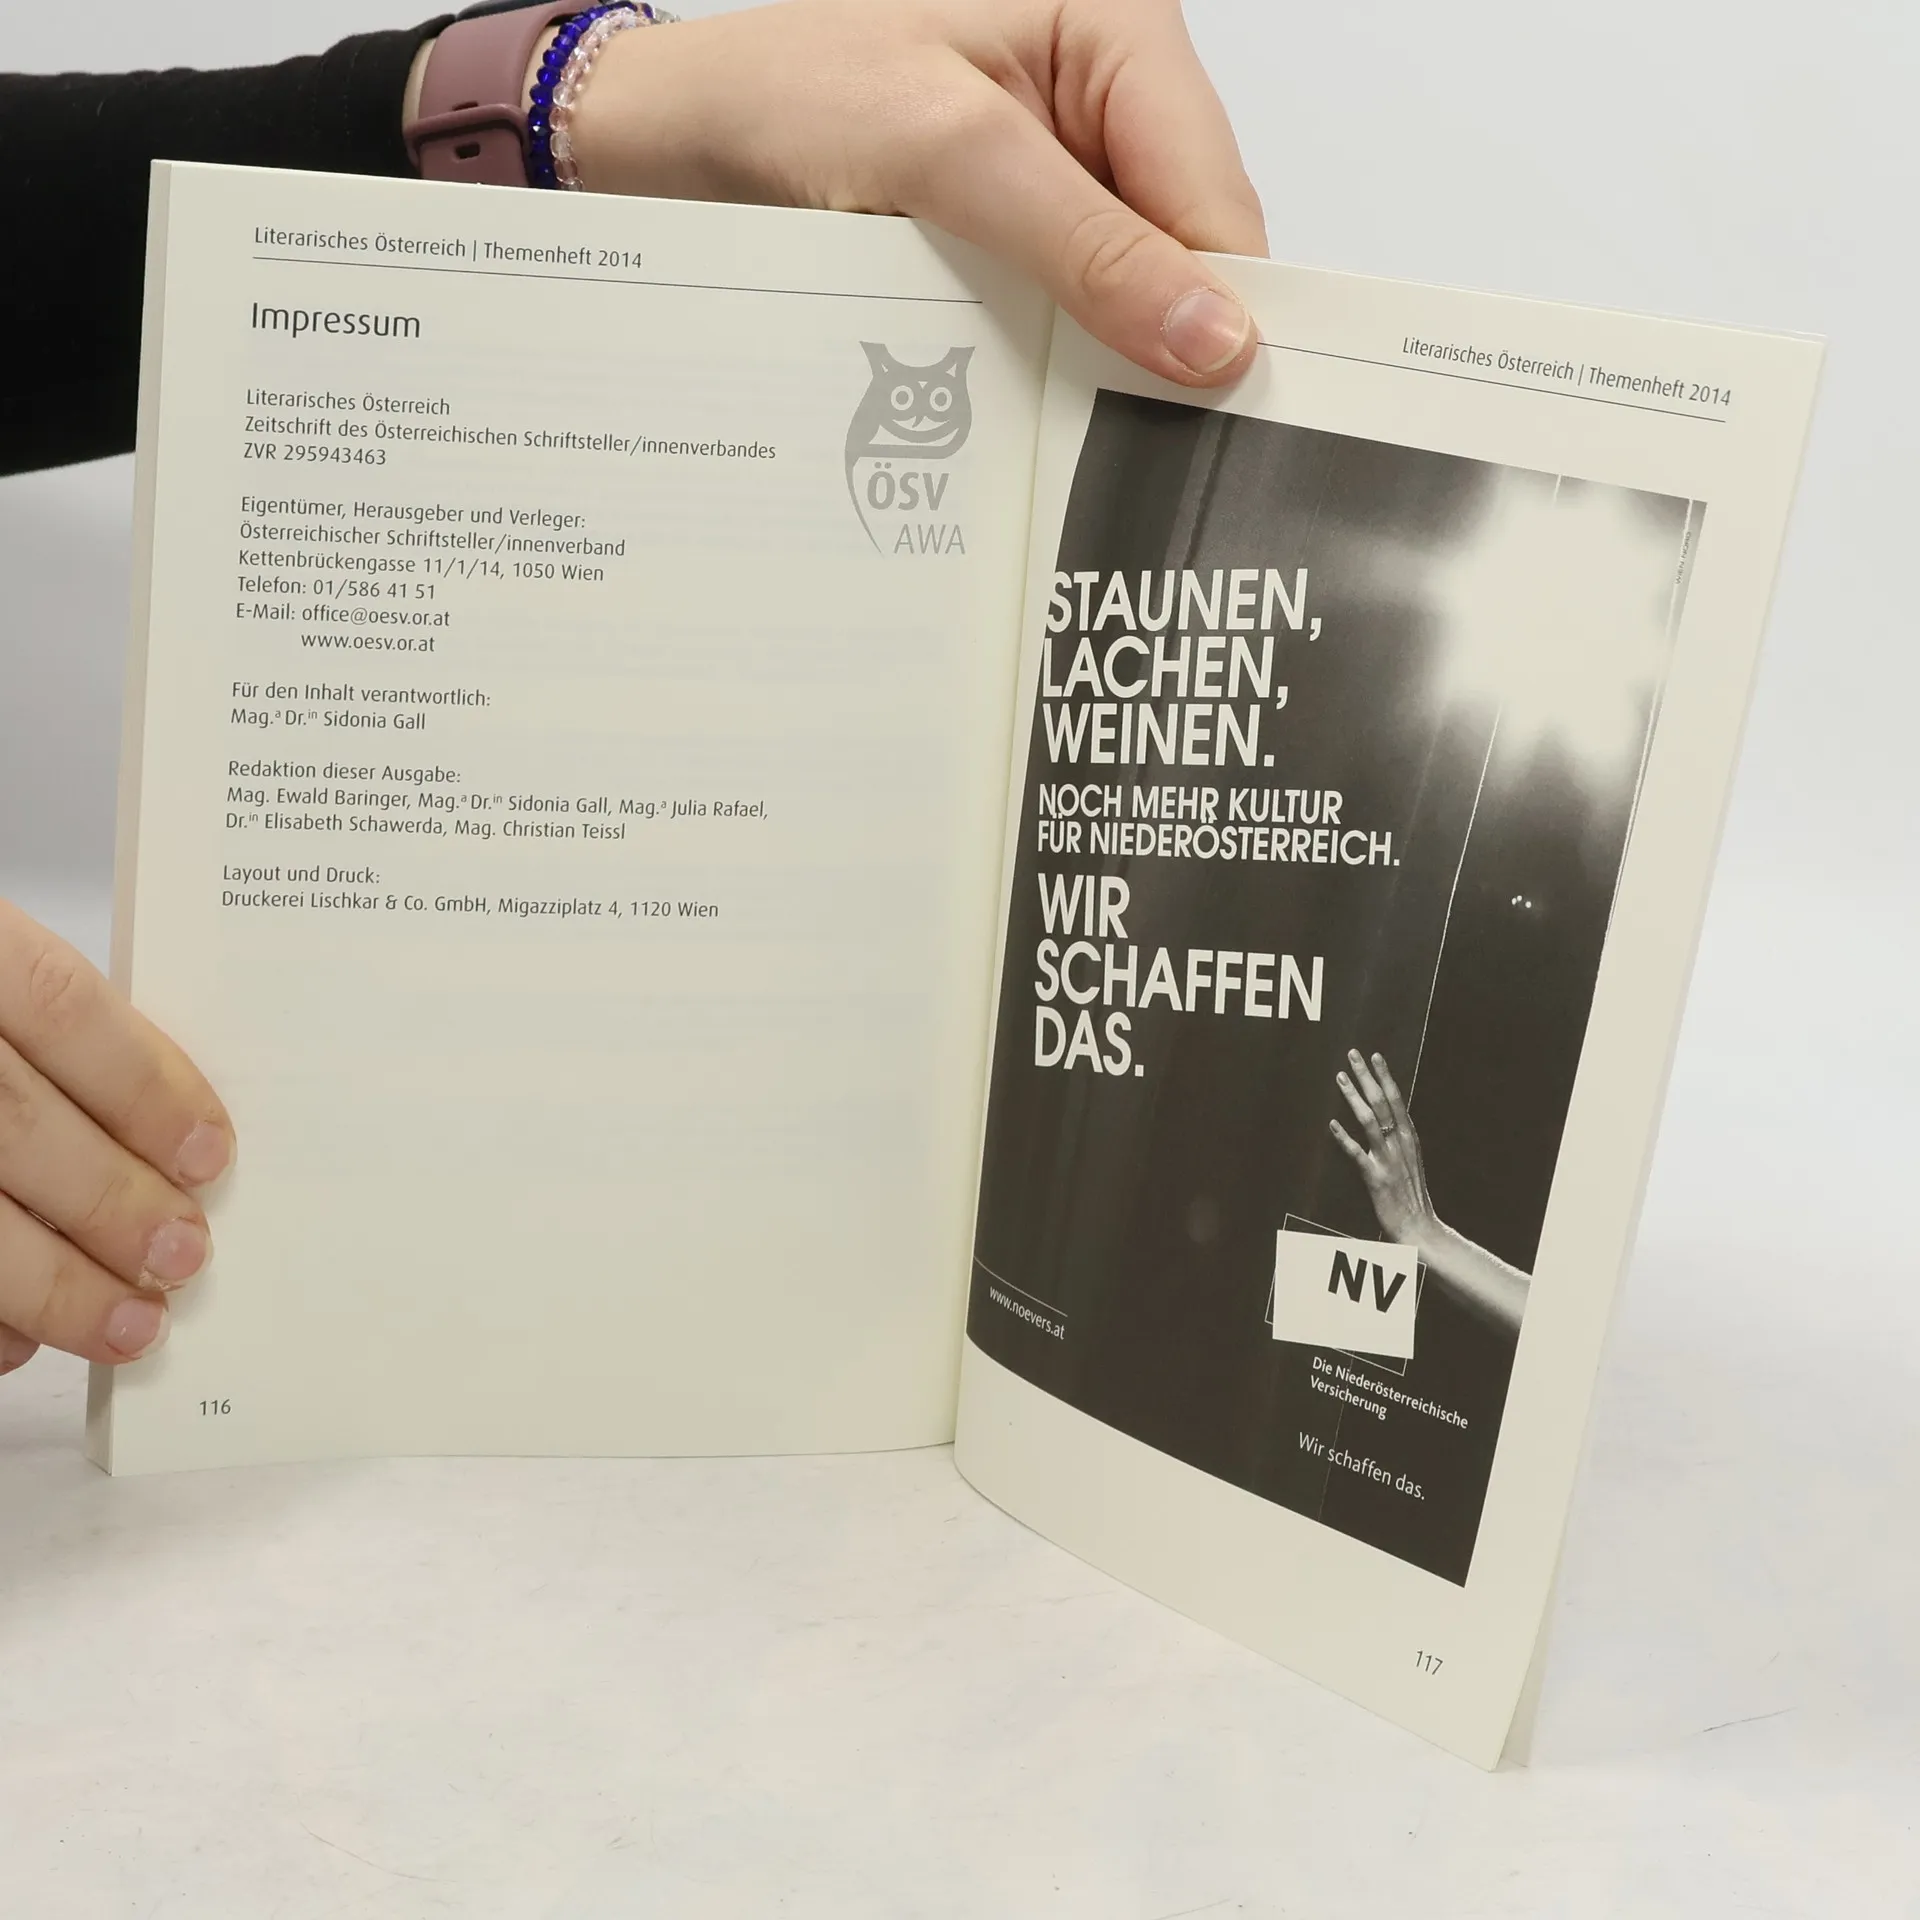 Literarisches Österreich | Themenheft 2014
Impressum
ÖSV
AWA
Literarisches Österreich
Zeitschrift des Österreichischen Schriftsteller/innenverbandes
ZVR 295943463
Eigentümer, Herausgeber und Verleger:
Österreichischer Schriftsteller/innenverband
Kettenbrückengasse 11/1/14, 1050 Wien
Telefon: 01/586 41 51
E-Mail: office@oesv.or.at
www.oesv.or.at
Für den Inhalt verantwortlich:
Mag.ª Dr.in Sidonia Gall
Redaktion dieser Ausgabe:
Mag. Ewald Baringer, Mag.ª Dr.in Sidonia Gall, Mag.ª Julia Rafael,
Dr.in Elisabeth Schawerda, Mag. Christian Teissl
Layout und Druck:
Druckerei Lischkar & Co. GmbH, Migazziplatz 4, 1120 Wien
116
Literarisches Österreich | Themenheft 2014
STAUNEN,
LACHEN,
WEINEN.
NOCH MEHR KULTUR
FÜR NIEDERÖSTERREICH.
WIR
SCHAFFEN
DAS.
www.noevers.at
NV
Die Niederösterreichische
Versicherung
Wir schaffen das.
117